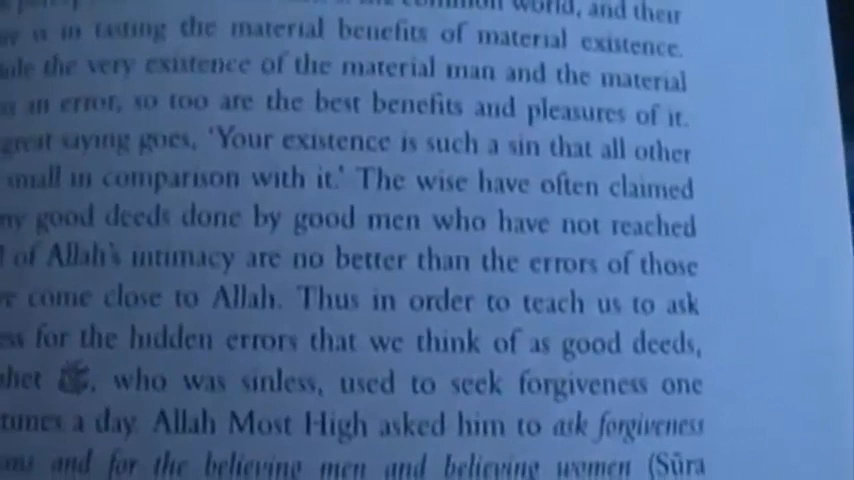 common world, and their
is in tasting the material benefits of material existence.
the very existence of the material man and the material
an error, so too are the best benefits and pleasures of it.
great saying goes, ‘Your existence is such a sin that all other
small in comparison with it.’ The wise have often claimed
good deeds done by good men who have not reached
of Allah’s intimacy are no better than the errors of those
come close to Allah. Thus in order to teach us to ask
for the hidden errors that we think of as good deeds,
ﷺ, who was sinless, used to seek forgiveness one
times a day. Allah Most High asked him to ask forgiveness
and for the believing men and believing women (Sūra